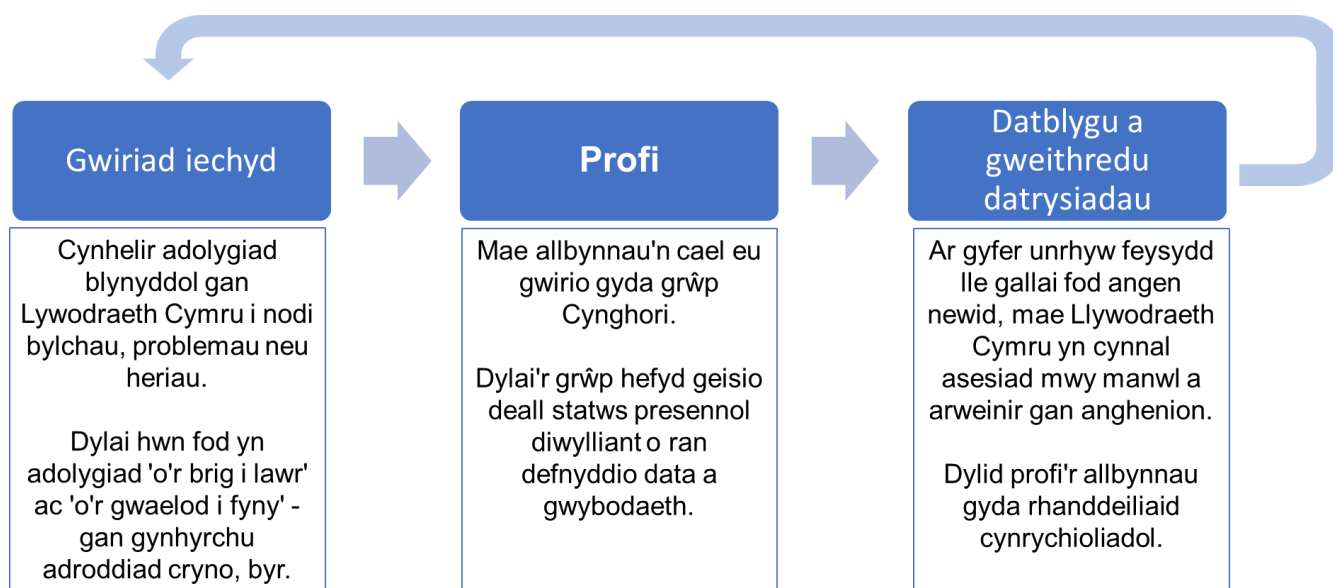 Gwiriad iechyd
Cynhelir adolygiad
blynyddol gan
Lywodraeth Cymru i nodi
bylchau, problemau neu
heriau.
Dylai hwn fod yn
adolygiad 'o'r brig i lawr'
ac 'o'r gwaelod i fyny' -
gan gynhyrchu
adroddiad cryno, byr.
Profi
Mae allbynnau'n cael eu
gwirio gyda grŵp
Cynghori.
Dylai'r grŵp hefyd geisio
deall statws presennol
diwylliant o ran
defnyddio data a
gwybodaeth.
Datblygu a
gweithredu
datrysiadau
Ar gyfer unrhyw feysydd
lle gallai fod angen
newid, mae Llywodraeth
Cymru yn cynnal
asesiad mwy manwl a
arweinir gan anghenion.
Dylid profi'r allbynnau
gyda rhanddeiliaid
cynrychioliadol.